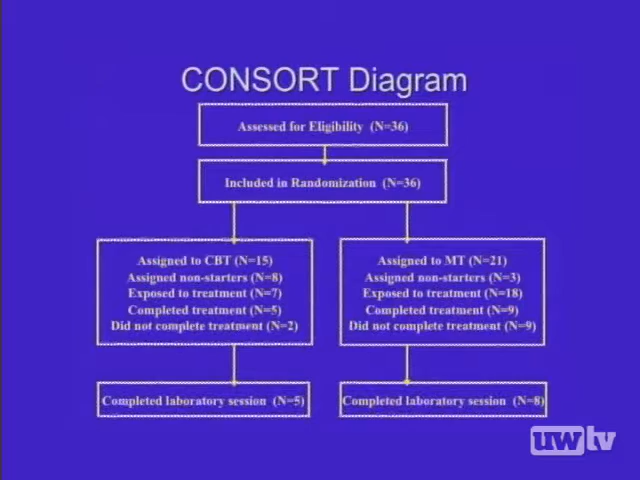 CONSORT Diagram
Assessed for Eligibility (N=36)
Included in Randomization (N=36)
Assigned to CBT (N=15)
Assigned non-starters (N=8)
Exposed to treatment (N=7)
Completed treatment (N=5)
Did not complete treatment (N=2)
Assigned to MT (N=21)
Assigned non-starters (N=3)
Exposed to treatment (N=18)
Completed treatment (N=9)
Did not complete treatment (N=9)
Completed laboratory session (N=5)
Completed laboratory session (N=8)
uwtv